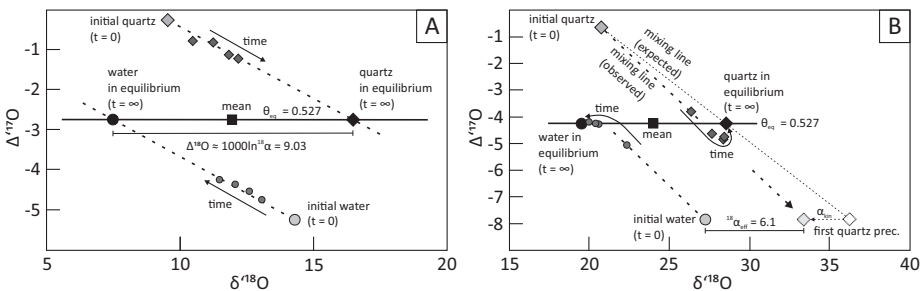 A
initial quartz
(t = 0)
time
water
in equilibrium
(t = ∞)
quartz
in equilibrium
(t = ∞)
mean
θeq = 0.527
Δ'¹⁸O ≈ 1000ln¹⁸α = 9.03
time
initial water
(t = 0)
-1
-2
-3
-4
-5
Δ'¹⁷O
5
10
15
20
δ'¹⁸O
B
initial quartz
(t = 0)
mixing line
(expected)
mixing line
(observed)
quartz in
equilibrium
(t = ∞)
time
θeq = 0.527
mean
time
water in
equilibrium
(t = ∞)
initial water
(t = 0)
¹⁸αeff = 6.1
αkin
first quartz prec.
-1
-2
-3
-4
-5
-6
-7
-8
Δ'¹⁷O
15
20
25
30
35
40
δ'¹⁸O